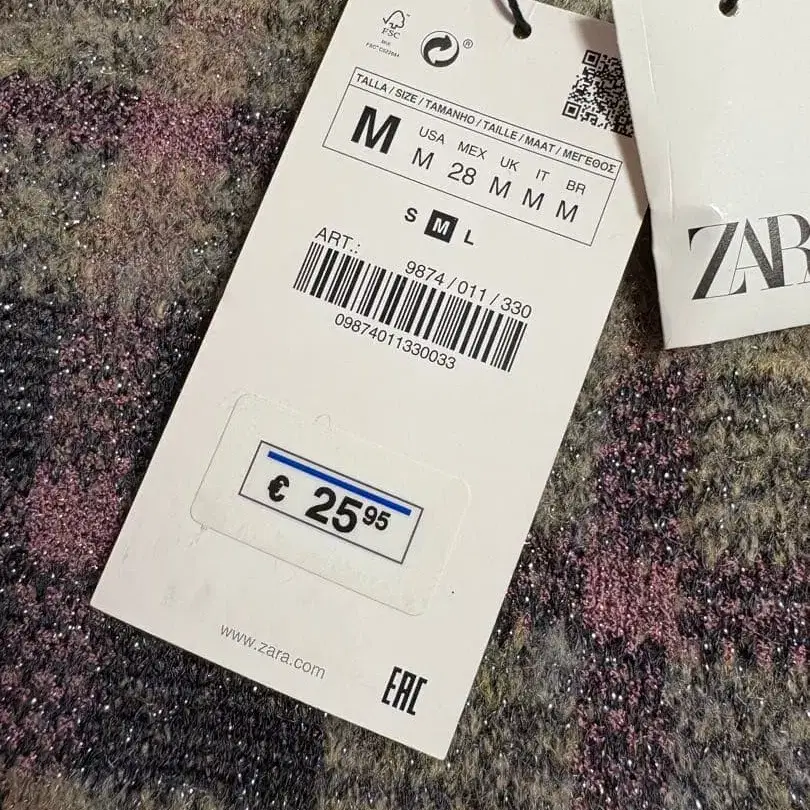 FSC
MIX
®
TALLA / SIZE / TAMANHO / TAILLE / MAAT / ΜΕΓΕΘΟΣ
M USA MEX UK IT BR
M 28 M M M
S M L
ART.: 9874 / 011 / 330
09874011330033
€ 25 95
www.zara.com
EAC
ZAR